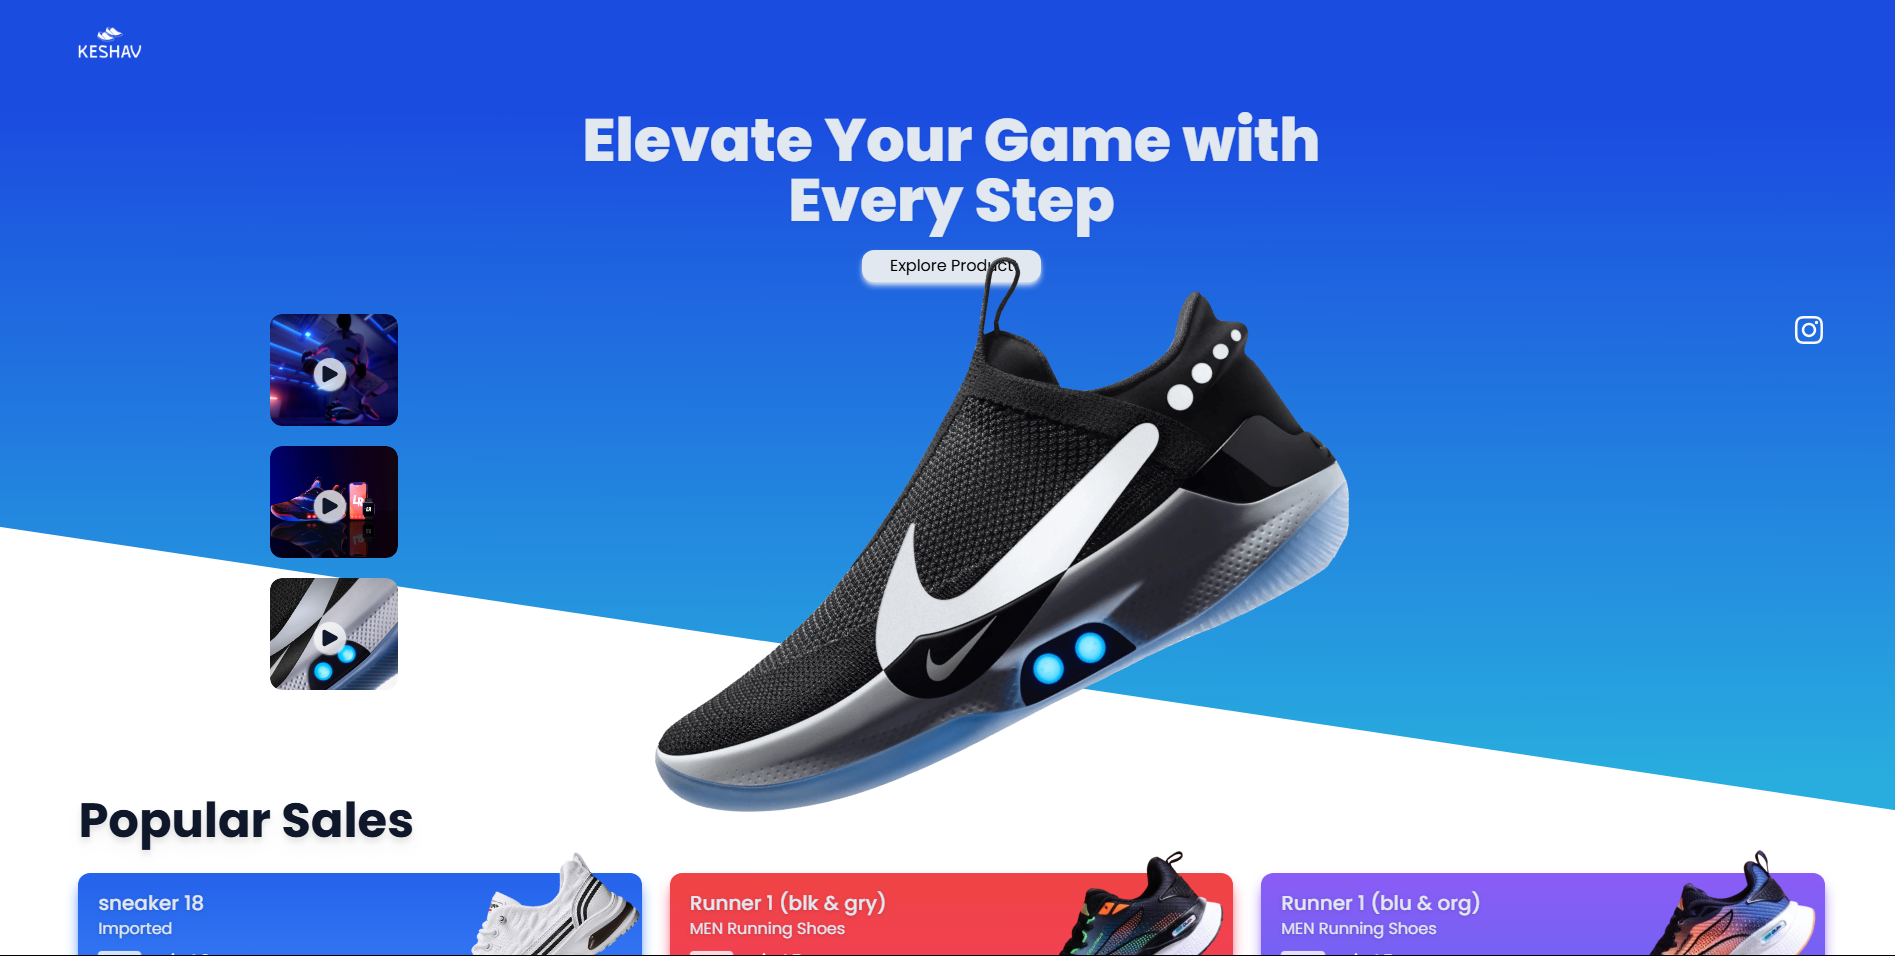 KESHAV
Elevate Your Game with
Every Step
Explore Product
Popular Sales
sneaker 18
Imported
Runner 1 (blk & gry)
MEN Running Shoes
Runner 1 (blu & org)
MEN Running Shoes